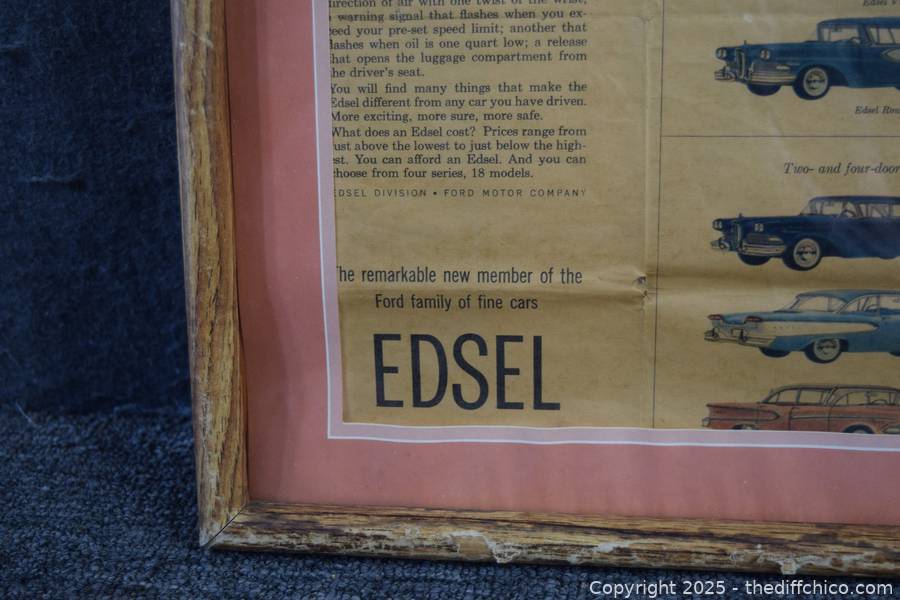 direction of air with one twist of the wrist;
a warning signal that flashes when you ex-
ceed your pre-set speed limit; another that
flashes when oil is one quart low; a release
that opens the luggage compartment from
the driver's seat.
You will find many things that make the
Edsel different from any car you have driven.
More exciting, more sure, more safe.
What does an Edsel cost? Prices range from
just above the lowest to just below the high-
est. You can afford an Edsel. And you can
choose from four series, 18 models.
EDSEL DIVISION • FORD MOTOR COMPANY
The remarkable new member of the
Ford family of fine cars
EDSEL
Edsel
Edsel Rou
Two- and four-door
Copyright 2025 - thediffchico.com